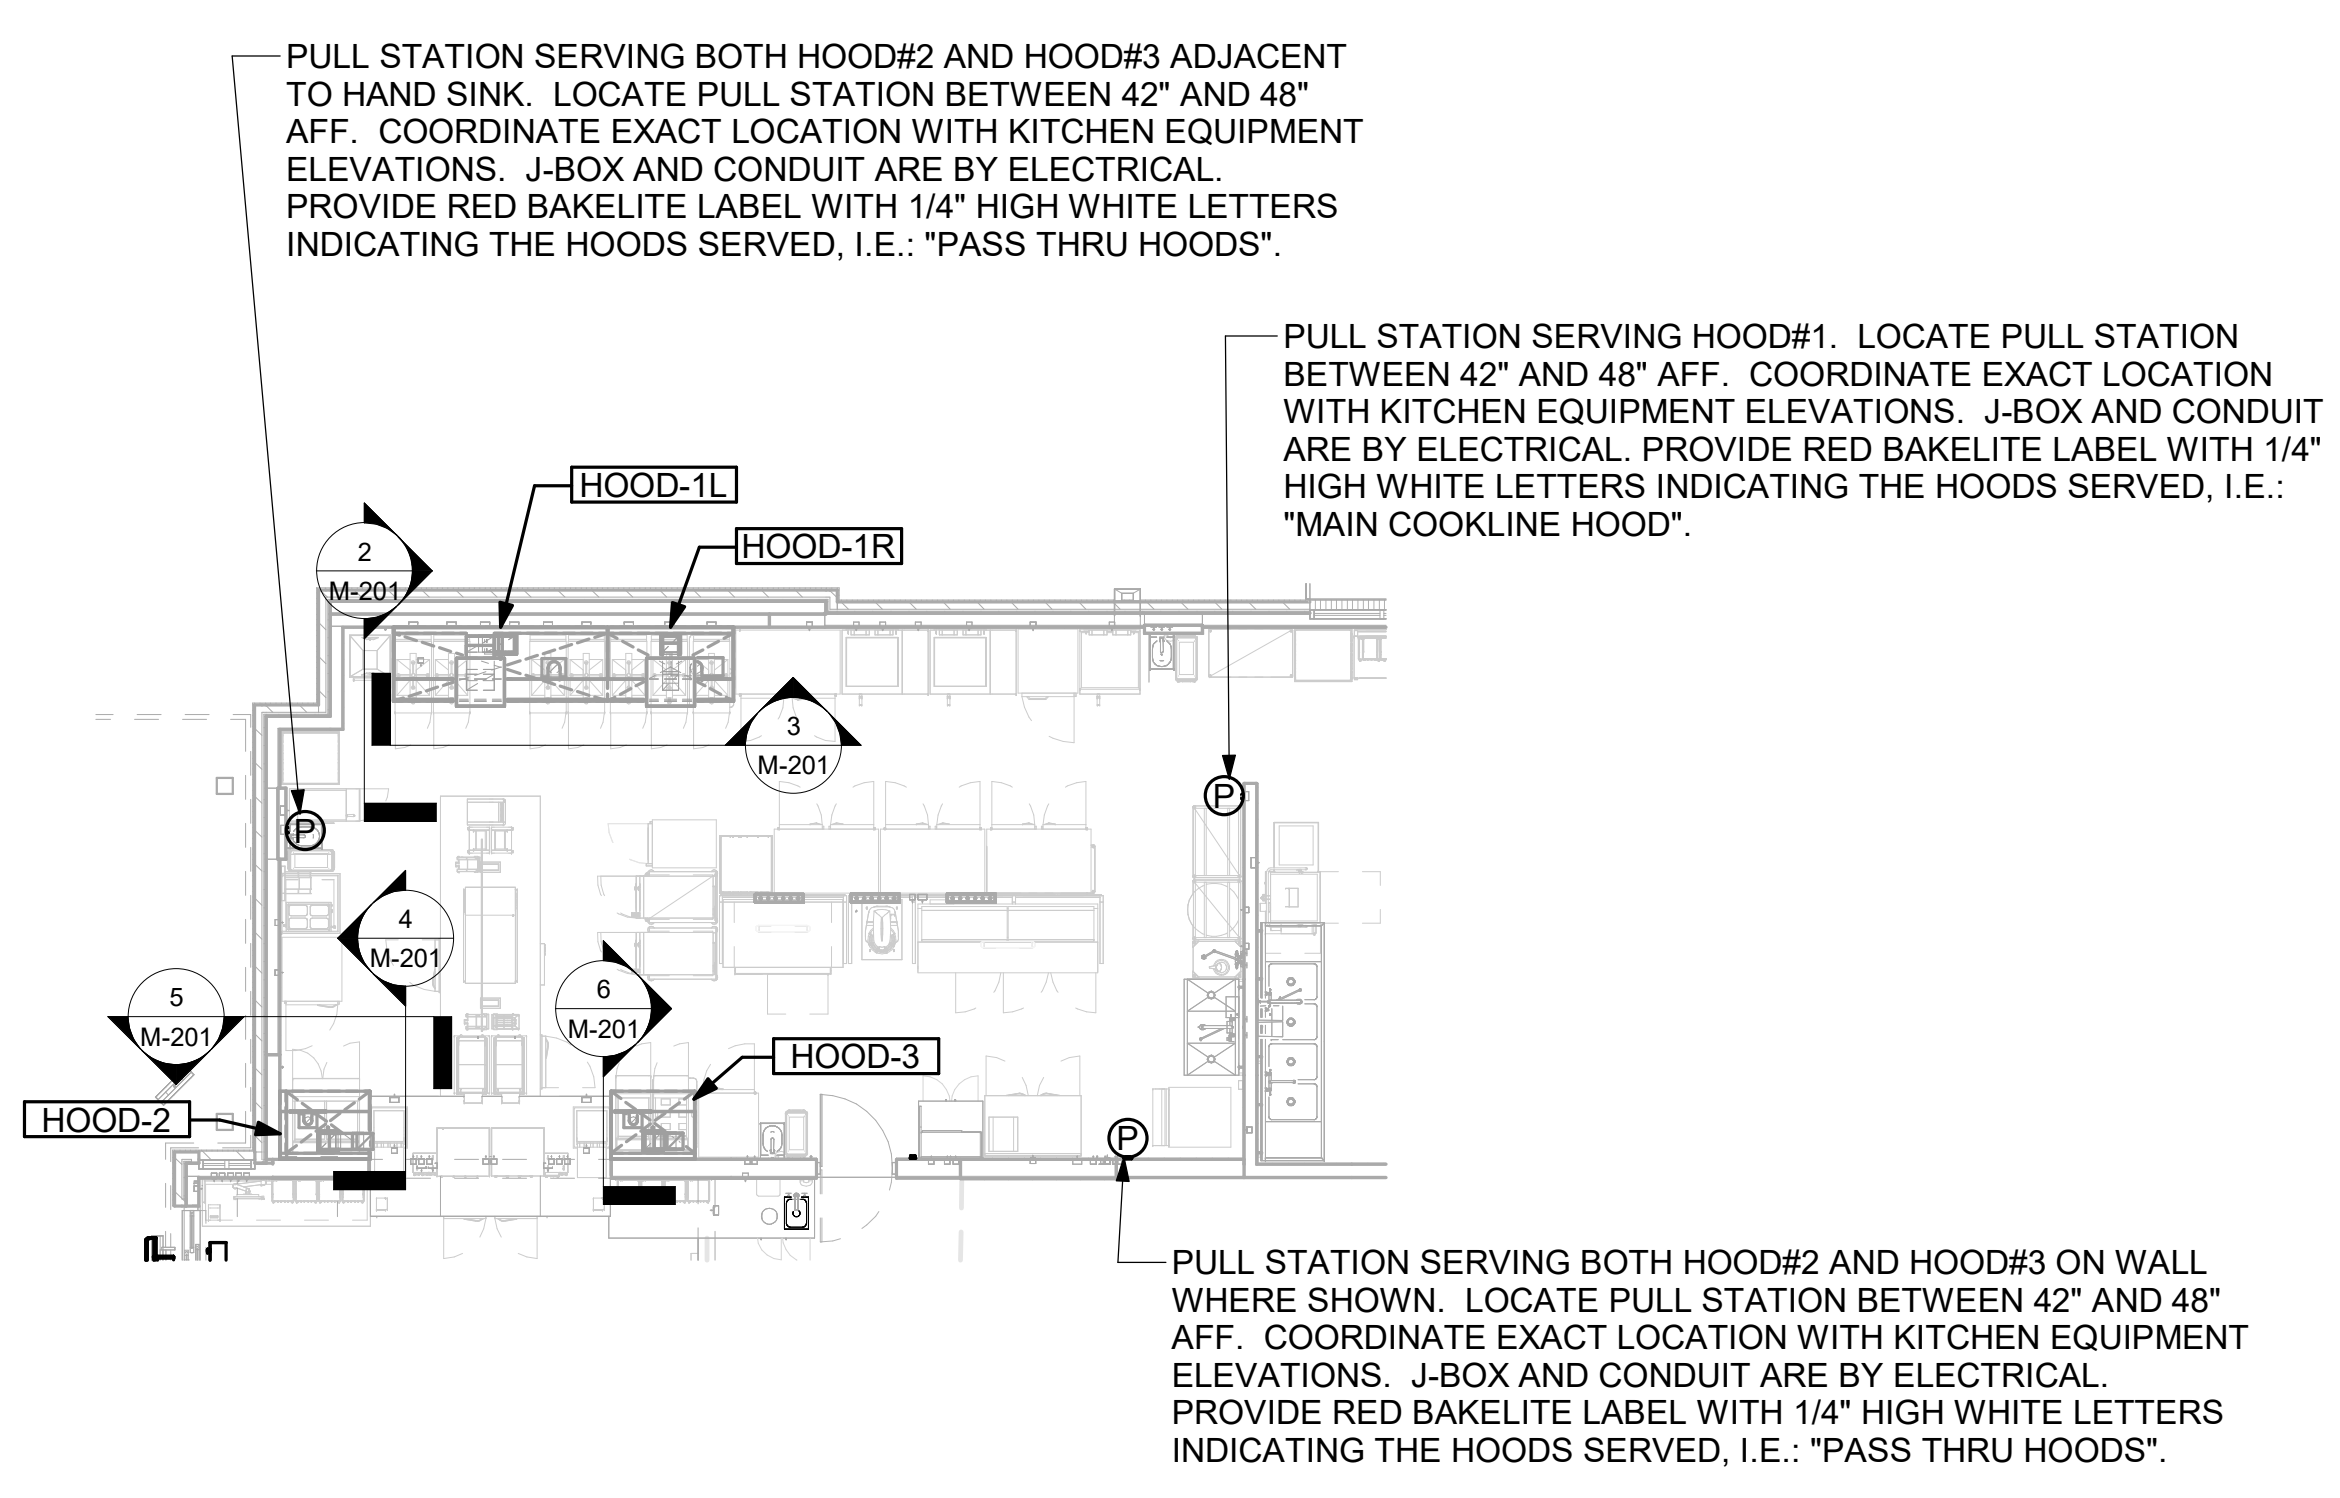 PULL STATION SERVING BOTH HOOD#2 AND HOOD#3 ADJACENT
TO HAND SINK.  LOCATE PULL STATION BETWEEN 42" AND 48"
AFF.  COORDINATE EXACT LOCATION WITH KITCHEN EQUIPMENT
ELEVATIONS.  J-BOX AND CONDUIT ARE BY ELECTRICAL.
PROVIDE RED BAKELITE LABEL WITH 1/4" HIGH WHITE LETTERS
INDICATING THE HOODS SERVED, I.E.: "PASS THRU HOODS".
PULL STATION SERVING HOOD#1.  LOCATE PULL STATION
BETWEEN 42" AND 48" AFF.  COORDINATE EXACT LOCATION
WITH KITCHEN EQUIPMENT ELEVATIONS.  J-BOX AND CONDUIT
ARE BY ELECTRICAL. PROVIDE RED BAKELITE LABEL WITH 1/4"
HIGH WHITE LETTERS INDICATING THE HOODS SERVED, I.E.:
"MAIN COOKLINE HOOD".
HOOD-1L
HOOD-1R
2
M-201
3
M-201
P
P
4
M-201
5
M-201
6
M-201
HOOD-3
HOOD-2
P
PULL STATION SERVING BOTH HOOD#2 AND HOOD#3 ON WALL
WHERE SHOWN.  LOCATE PULL STATION BETWEEN 42" AND 48"
AFF.  COORDINATE EXACT LOCATION WITH KITCHEN EQUIPMENT
ELEVATIONS.  J-BOX AND CONDUIT ARE BY ELECTRICAL.
PROVIDE RED BAKELITE LABEL WITH 1/4" HIGH WHITE LETTERS
INDICATING THE HOODS SERVED, I.E.: "PASS THRU HOODS".